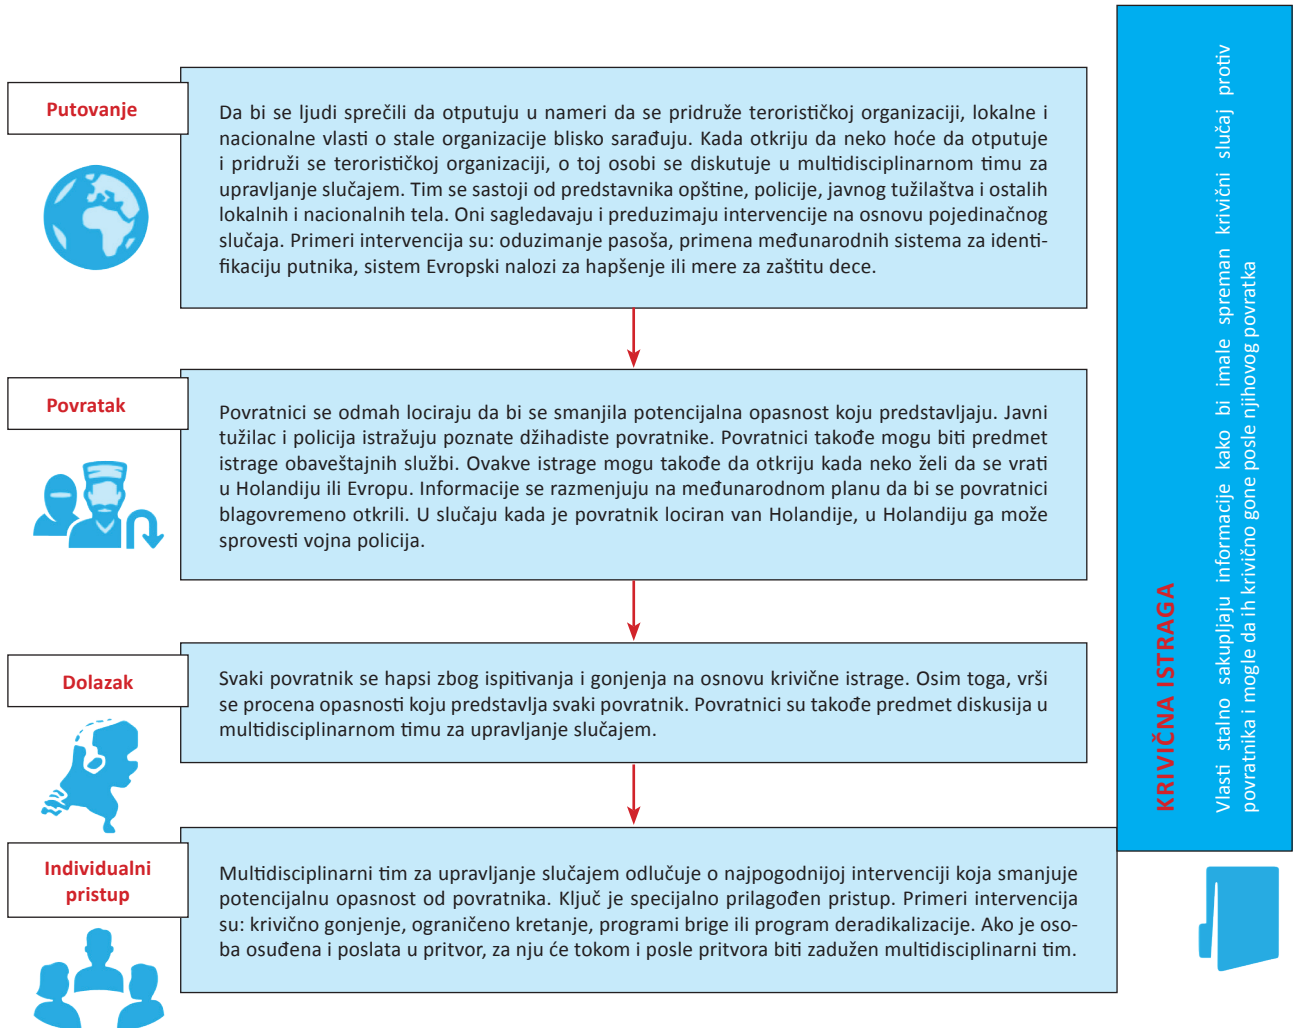 Putovanje
Da bi se ljudi sprečili da otputuju u nameri da se pridruže terorističkoj organizaciji, lokalne i
nacionalne vlasti o stale organizacije blisko sarađuju. Kada otkriju da neko hoće da otputuje
i pridruži se terorističkoj organizaciji, o toj osobi se diskutuje u multidisciplinarnom timu za
upravljanje slučajem. Tim se sastoji od predstavnika opštine, policije, javnog tužilaštva i ostalih
lokalnih i nacionalnih tela. Oni sagledavaju i preduzimaju intervencije na osnovu pojedinačnog
slučaja. Primeri intervencija su: oduzimanje pasoša, primena međunarodnih sistema za identi-
fikaciju putnika, sistem Evropski nalozi za hapšenje ili mere za zaštitu dece.
Povratak
Povratnici se odmah lociraju da bi se smanjila potencijalna opasnost koju predstavljaju. Javni
tužilac i policija istražuju poznate džihadiste povratnike. Povratnici takođe mogu biti predmet
istrage obaveštajnih službi. Ovakve istrage mogu takođe da otkriju kada neko želi da se vrati
u Holandiju ili Evropu. Informacije se razmenjuju na međunarodnom planu da bi se povratnici
blagovremeno otkrili. U slučaju kada je povratnik lociran van Holandije, u Holandiju ga može
sprovesti vojna policija.
Dolazak
Svaki povratnik se hapsi zbog ispitivanja i gonjenja na osnovu krivične istrage. Osim toga, vrši
se procena opasnosti koju predstavlja svaki povratnik. Povratnici su takođe predmet diskusija u
multidisciplinarnom timu za upravljanje slučajem.
Individualni
pristup
Multidisciplinarni tim za upravljanje slučajem odlučuje o najpogodnijoj intervenciji koja smanjuje
potencijalnu opasnost od povratnika. Ključ je specijalno prilagođen pristup. Primeri intervencija
su: krivično gonjenje, ograničeno kretanje, programi brige ili program deradikalizacije. Ako je oso-
ba osuđena i poslata u pritvor, za nju će tokom i posle pritvora biti zadužen multidisciplinarni tim.
KRIVIČNA ISTRAGA
Vlasti stalno sakupljaju informacije kako bi imale spreman krivični slučaj protiv
povratnika i mogle da ih krivično gone posle njihovog povratka